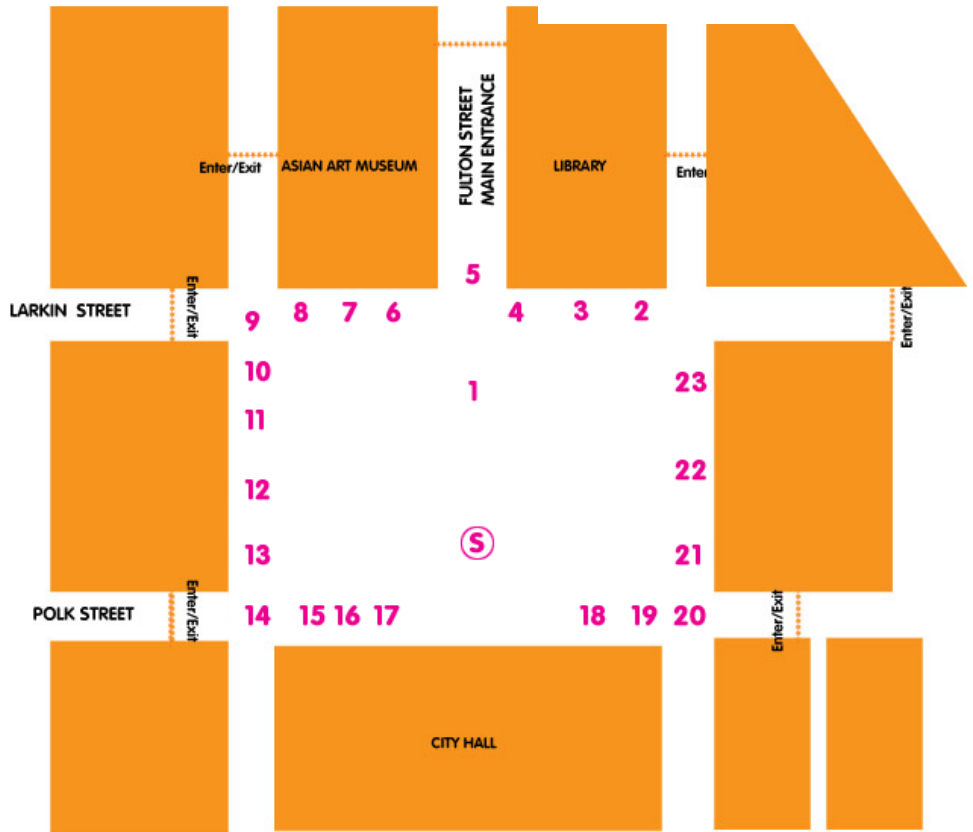 FULTON STREET
MAIN ENTRANCE
Enter/Exit
ASIAN ART MUSEUM
LIBRARY
Enter/
5
LARKIN STREET
Enter/Exit
Enter/Exit
9
8
7
6
4
3
2
10
1
23
11
12
22
13
S
21
POLK STREET
Enter/Exit
14
15
16
17
18
19
20
Enter/Exit
CITY HALL